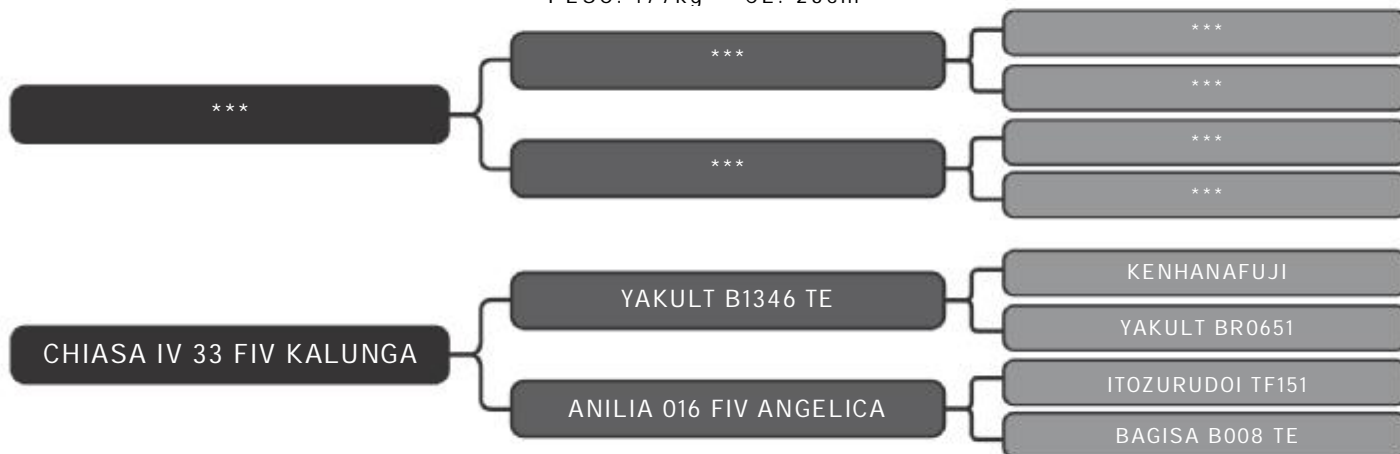 ***
***
***
***
***
***
***
CHIASA IV 33 FIV KALUNGA
YAKULT B1346 TE
ANILIA 016 FIV ANGELICA
KENHANAFUJI
YAKULT BR0651
ITOZURUDOI TF151
BAGISA B008 TE